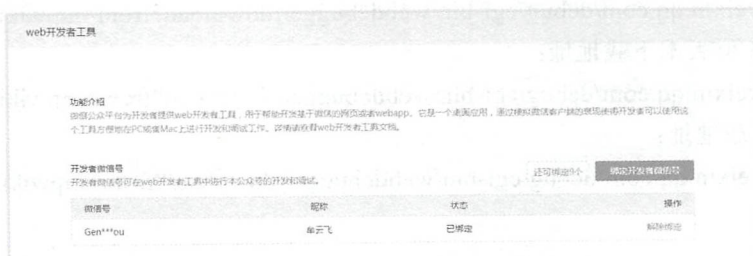 web开发者工具
功能介绍
微信公众平台为开发者提供web开发者工具，用于帮助开发基于微信的网页或者webapp。它是一个桌面应用，通过模拟微信客户端的表现使得开发者可以使用这
个工具方便地在PC或者Mac上进行开发和调试工作。详情请查看web开发者工具文档。
开发者微信号
开发者微信号可在web开发者工具中进行本公众号的开发和调试。
还可绑定9个 绑定开发者微信号
微信号 昵称 状态 操作
Gen***ou 牟云飞 已绑定 解除绑定